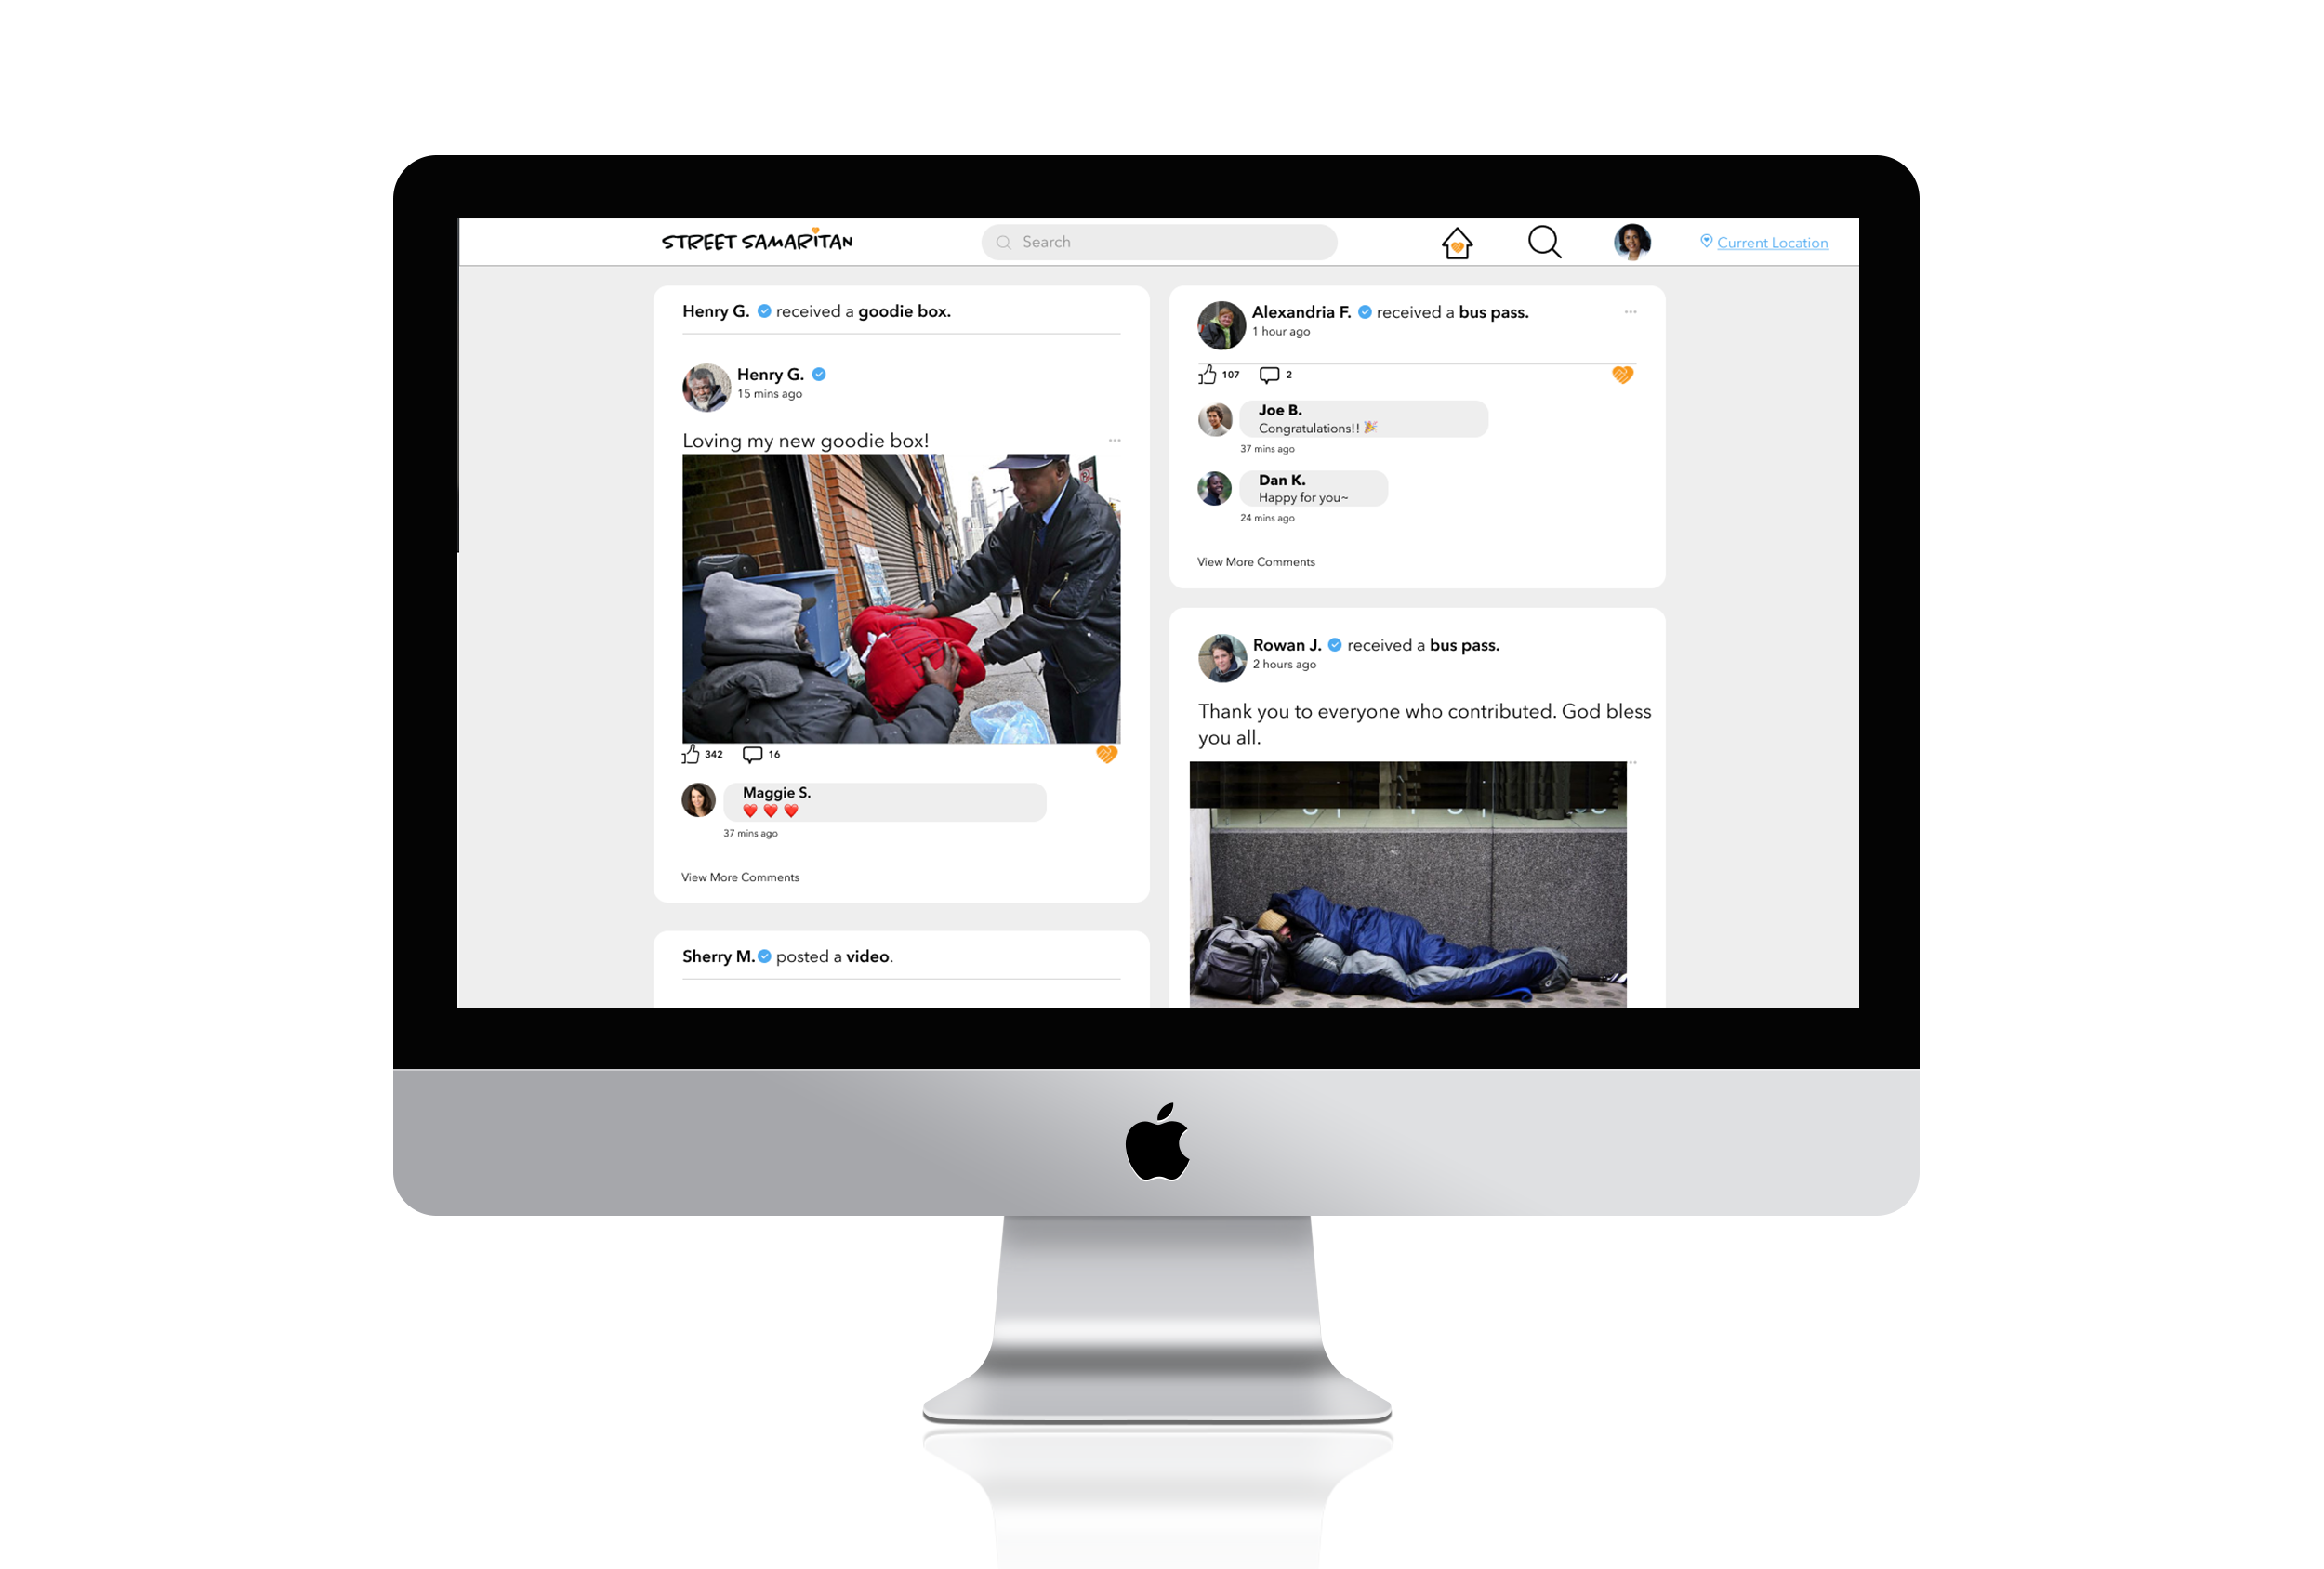 STREET SAMARITAN
Search
Current Location
Henry G. received a goodie box.
Henry G.
15 mins ago
Loving my new goodie box!
342
16
Maggie S.
❤️ ❤️ ❤️
37 mins ago
View More Comments
Sherry M. posted a video.
Alexandria F. received a bus pass.
1 hour ago
107
2
Joe B.
Congratulations!! 🎉
37 mins ago
Dan K.
Happy for you~
24 mins ago
View More Comments
Rowan J. received a bus pass.
2 hours ago
Thank you to everyone who contributed. God bless
you all.